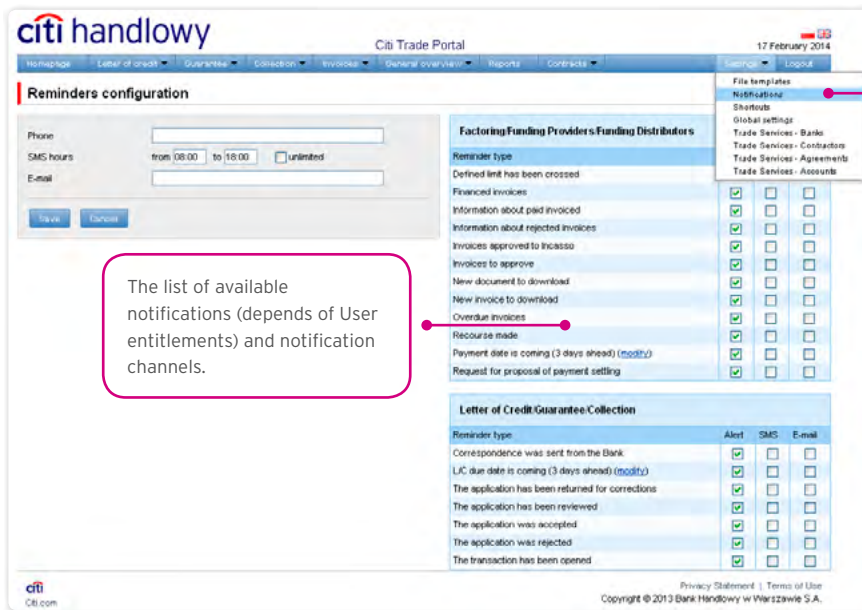 citi handlowy
Citi Trade Portal
17 February 2014
Homepage Letter of credit Guarantee Collection Invoices General overview Reports Contracts Settings Logout
File templates
Notifications
Shortcuts
Global settings
Trade Services - Banks
Trade Services - Contractors
Trade Services - Agreements
Trade Services - Accounts
Reminders configuration
Phone
SMS hours from 08:00 to 18:00 unlimited
E-mail
Save Cancel
The list of available
notifications (depends of User
entitlements) and notification
channels.
Factoring/Funding Providers/Funding Distributors
Reminder type
Defined limit has been crossed
Financed invoices
Information about paid invoiced
Information about rejected invoices
Invoices approved to Incasso
Invoices to approve
New document to download
New invoice to download
Overdue invoices
Recourse made
Payment date is coming (3 days ahead) (modify)
Request for proposal of payment settling
Letter of Credit/Guarantee/Collection
Reminder type Alert SMS E-mail
Correspondence was sent from the Bank
L/C due date is coming (3 days ahead) (modify)
The application has been returned for corrections
The application has been reviewed
The application was accepted
The application was rejected
The transaction has been opened
citi
Citi.com
Privacy Statement | Terms of Use
Copyright © 2013 Bank Handlowy w Warszawie S.A.